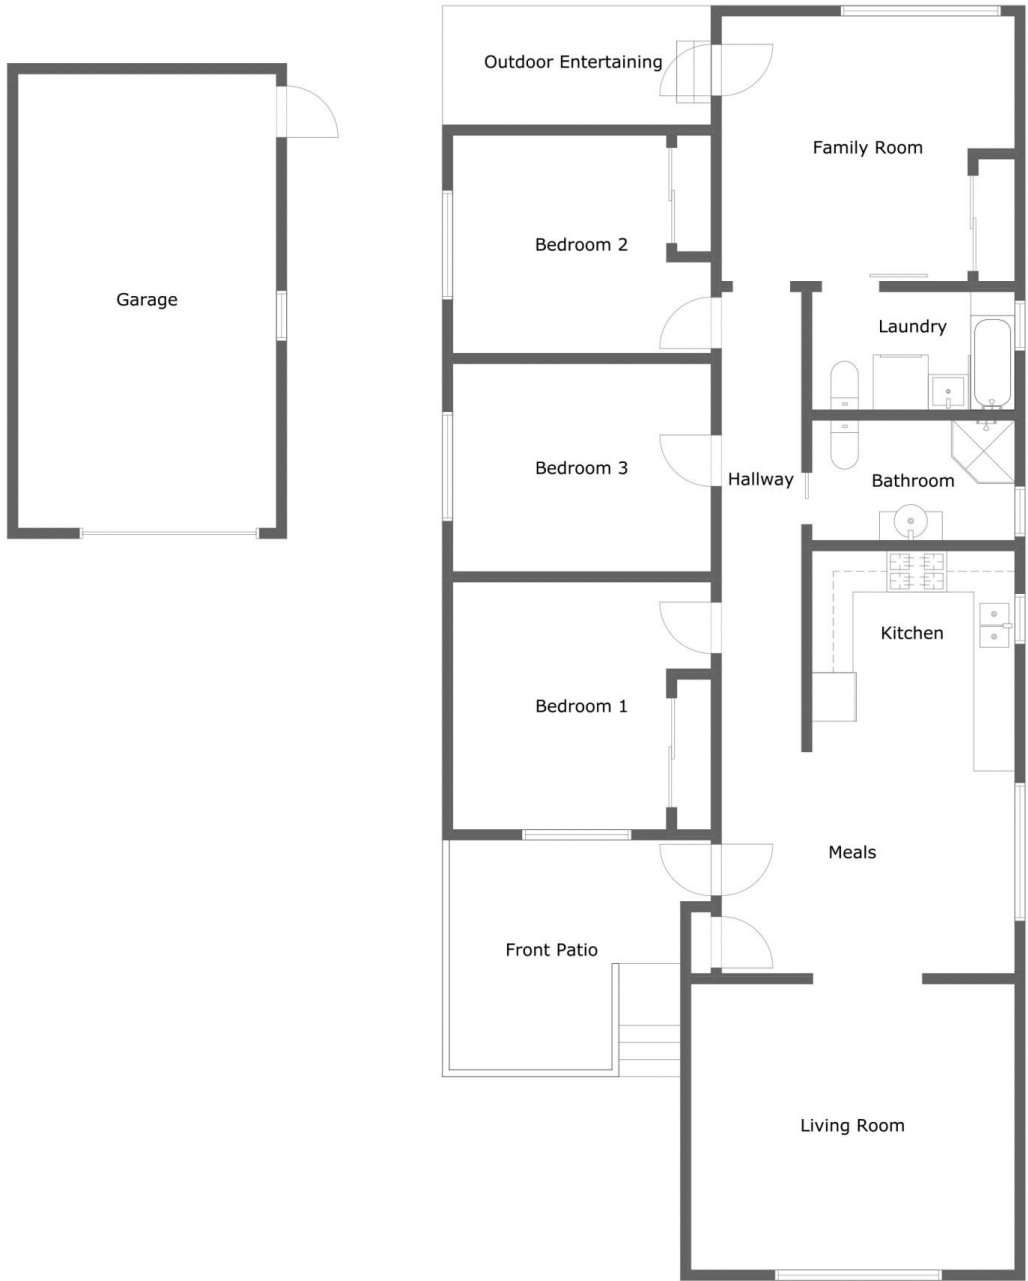 Outdoor Entertaining
Family Room
Bedroom 2
Garage
Laundry
Bedroom 3
Hallway
Bathroom
Kitchen
Bedroom 1
Meals
Front Patio
Living Room